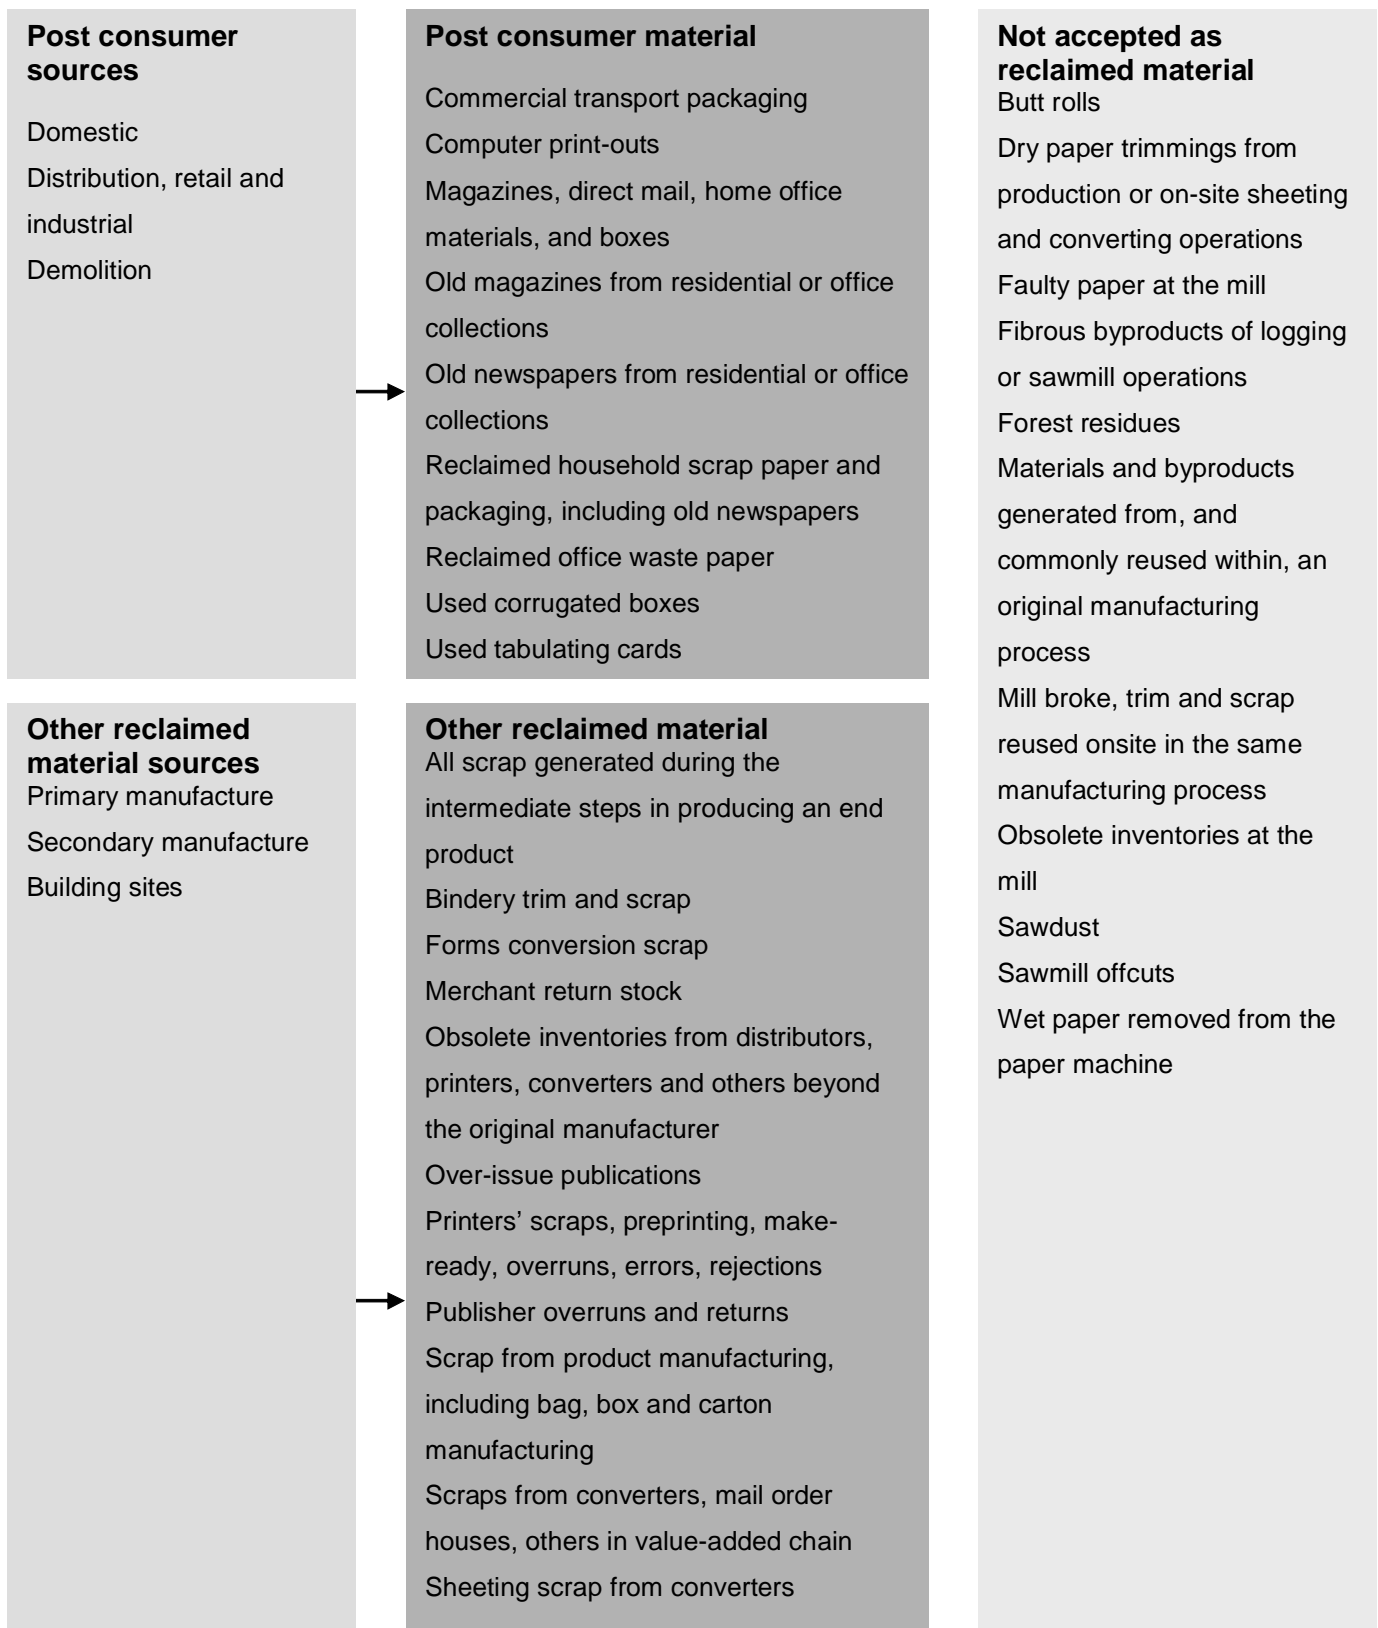 Post consumer
sources
Domestic
Distribution, retail and
industrial
Demolition
Post consumer material
Commercial transport packaging
Computer print-outs
Magazines, direct mail, home office
materials, and boxes
Old magazines from residential or office
collections
Old newspapers from residential or office
collections
Reclaimed household scrap paper and
packaging, including old newspapers
Reclaimed office waste paper
Used corrugated boxes
Used tabulating cards
Other reclaimed
material sources
Primary manufacture
Secondary manufacture
Building sites
Other reclaimed material
All scrap generated during the
intermediate steps in producing an end
product
Bindery trim and scrap
Forms conversion scrap
Merchant return stock
Obsolete inventories from distributors,
printers, converters and others beyond
the original manufacturer
Over-issue publications
Printers’ scraps, preprinting, make-
ready, overruns, errors, rejections
Publisher overruns and returns
Scrap from product manufacturing,
including bag, box and carton
manufacturing
Scraps from converters, mail order
houses, others in value-added chain
Sheeting scrap from converters
Not accepted as
reclaimed material
Butt rolls
Dry paper trimmings from
production or on-site sheeting
and converting operations
Faulty paper at the mill
Fibrous byproducts of logging
or sawmill operations
Forest residues
Materials and byproducts
generated from, and
commonly reused within, an
original manufacturing
process
Mill broke, trim and scrap
reused onsite in the same
manufacturing process
Obsolete inventories at the
mill
Sawdust
Sawmill offcuts
Wet paper removed from the
paper machine